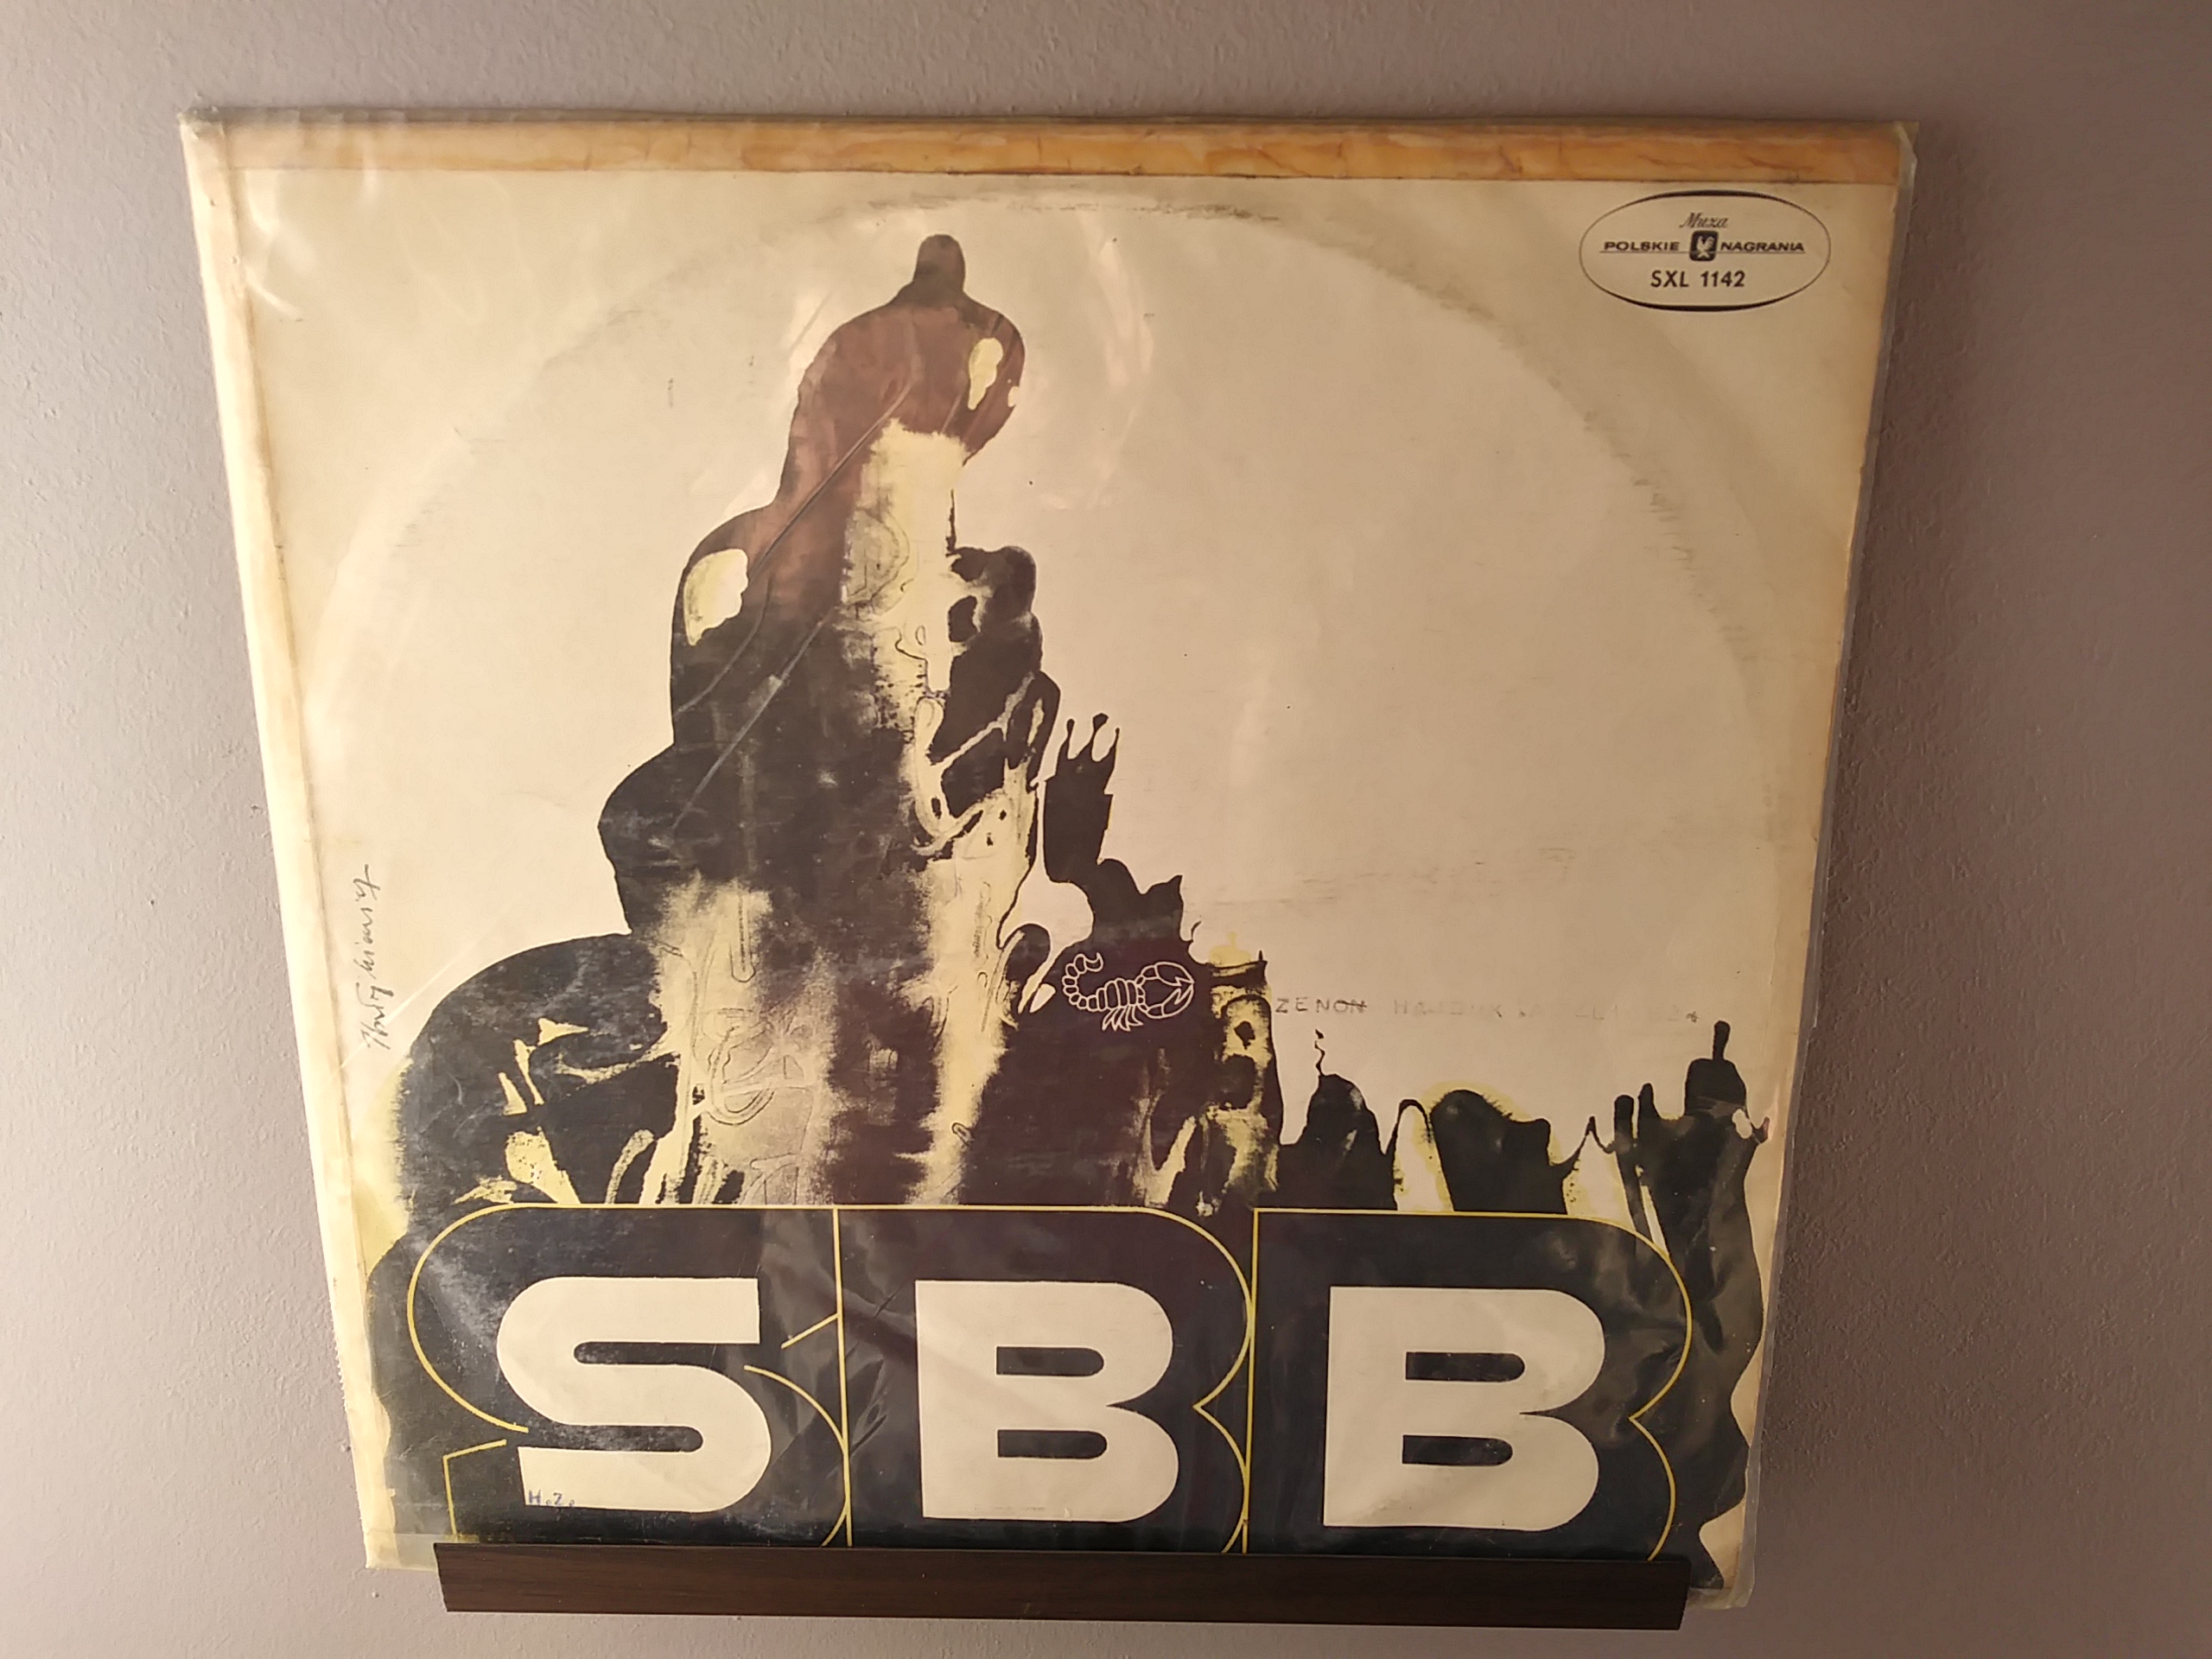 Muza
POLSKIE NAGRANIA
SXL 1142
ZENON
SBB
H.Z.